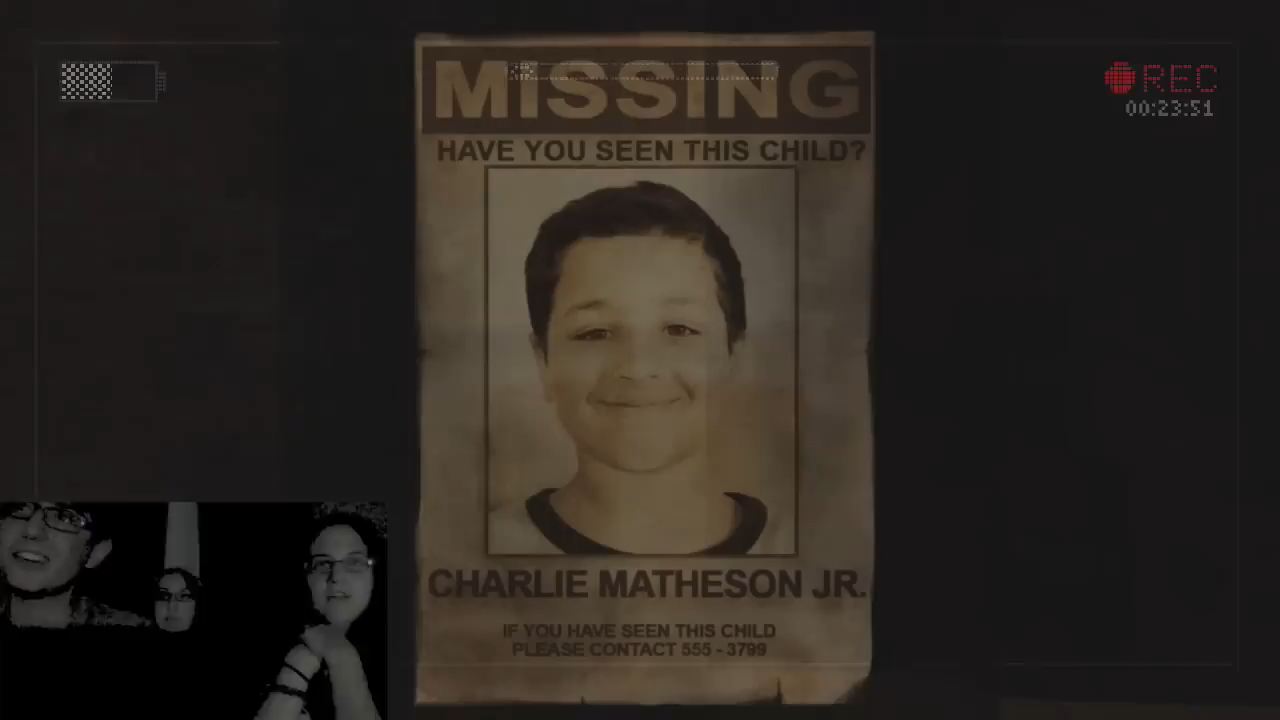 MISSING
REC
00:23:51
HAVE YOU SEEN THIS CHILD?
CHARLIE MATHESON JR.
IF YOU HAVE SEEN THIS CHILD
PLEASE CONTACT 555 - 3799